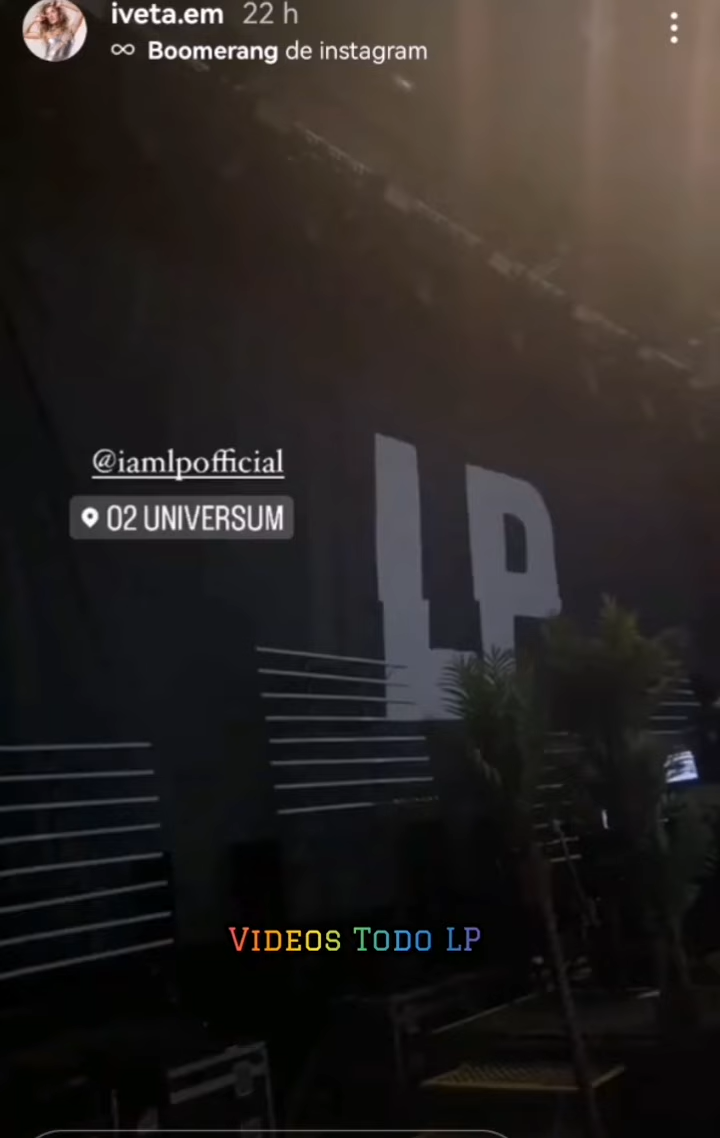 iveta.em 22 h
∞ Boomerang de instagram
@iamlpofficial
O2 UNIVERSUM
LP
VIDEOS TODO LP